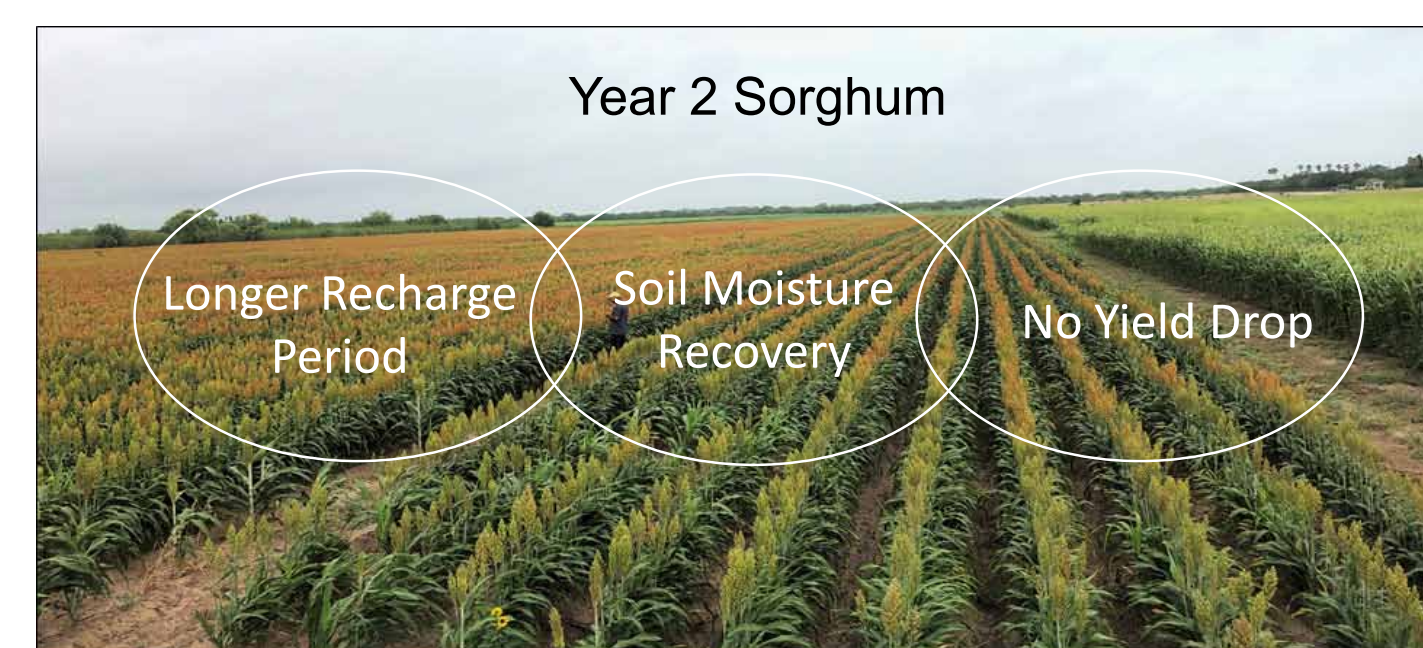 Year 2 Sorghum
Longer Recharge
Period
Soil Moisture
Recovery
No Yield Drop